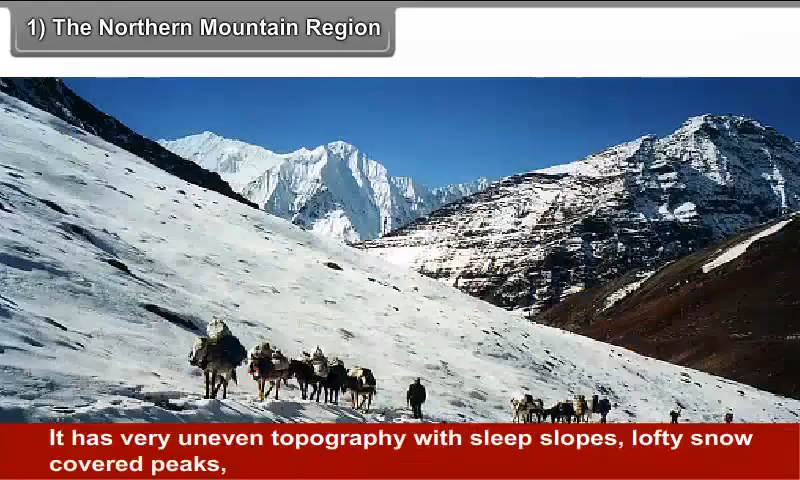 1) The Northern Mountain Region
It has very uneven topography with sleep slopes, lofty snow
covered peaks,